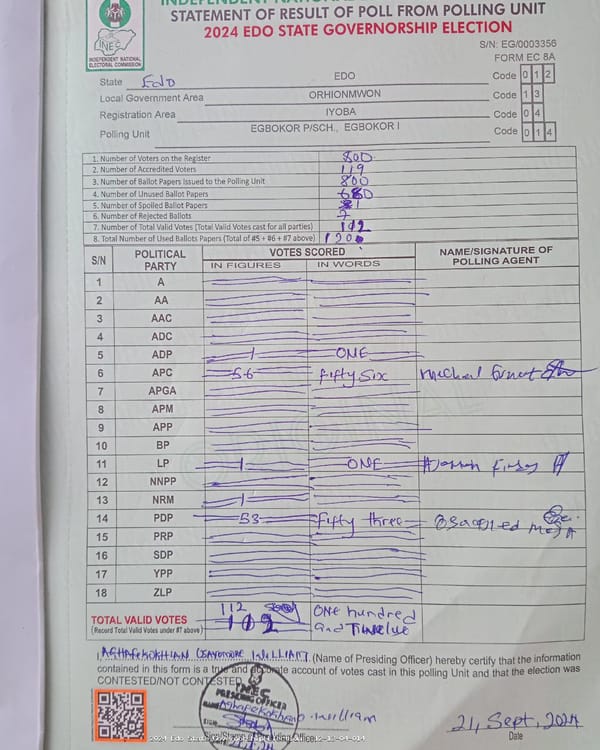 INDEPENDENT NATIONAL
STATEMENT OF RESULT OF POLL FROM POLLING UNIT
2024 EDO STATE GOVERNORSHIP ELECTION
INEC
INDEPENDENT NATIONAL ELECTORAL COMMISSION
S/N: EG/0003356
FORM EC 8A
State Edo EDO Code 0 1 2
Local Government Area ORHIONMWON Code 1 3
Registration Area IYOBA Code 0 4
Polling Unit EGBOKOR P/SCH., EGBOKOR I Code 0 1 4
1. Number of Voters on the Register 800
2. Number of Accredited Voters 119
3. Number of Ballot Papers Issued to the Polling Unit 800
4. Number of Unused Ballot Papers 680
5. Number of Spoiled Ballot Papers 1
6. Number of Rejected Ballots 7
7. Number of Total Valid Votes (Total Valid Votes cast for all parties) 112
8. Total Number of Used Ballots Papers (Total of #5 + #6 + #7 above) 120
S/N POLITICAL PARTY VOTES SCORED NAME/SIGNATURE OF POLLING AGENT
IN FIGURES IN WORDS
1 A
2 AA
3 AAC
4 ADC
5 ADP 1 ONE
6 APC 56 Fifty Six
7 APGA
8 APM
9 APP
10 BP
11 LP 1 ONE
12 NNPP
13 NRM 1
14 PDP 53 Fifty three
15 PRP
16 SDP
17 YPP
18 ZLP
TOTAL VALID VOTES 112 One hundred
(Record Total Valid Votes under #7 above) and Twelve
I, William (Name of Presiding Officer) hereby certify that the information
contained in this form is a true and accurate account of votes cast in this polling Unit and that the election was
CONTESTED/NOT CONTESTED
INEC
PRESIDING OFFICER
William
21, Sept, 2024
Date